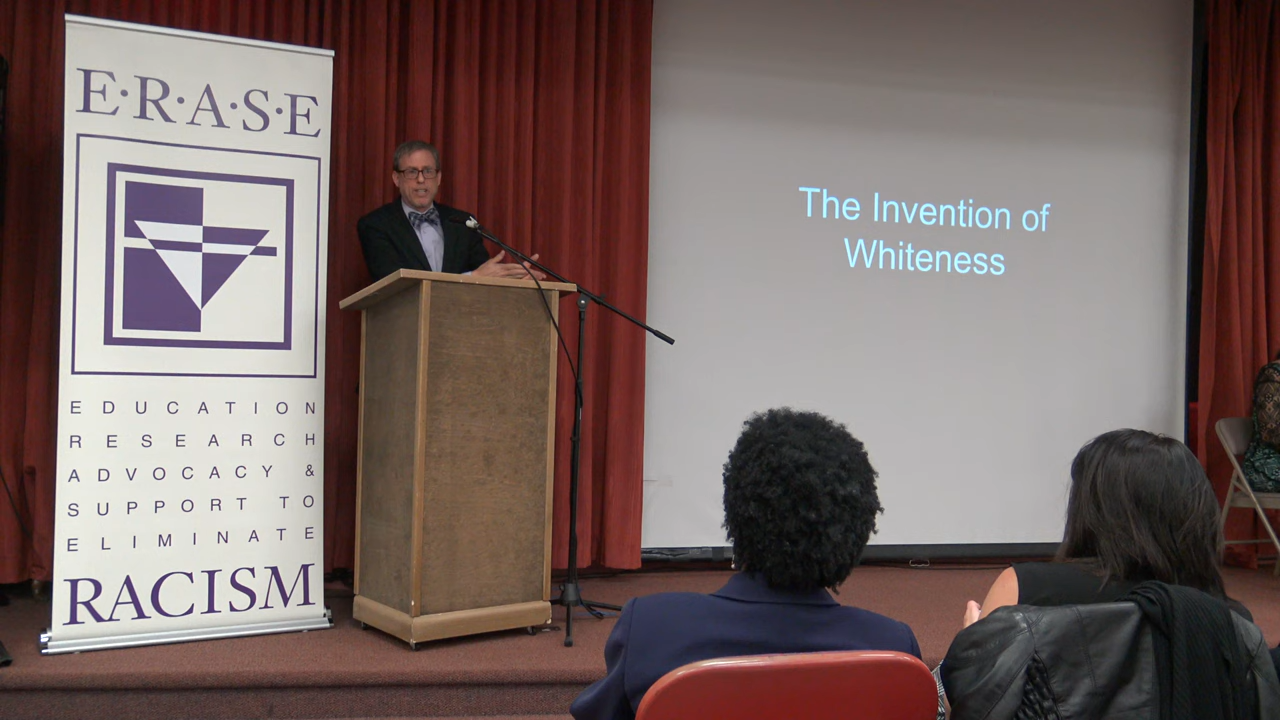 E·R·A·S·E
EDUCATION
RESEARCH
ADVOCACY &
SUPPORT TO
ELIMINATE
RACISM
The Invention of
Whiteness